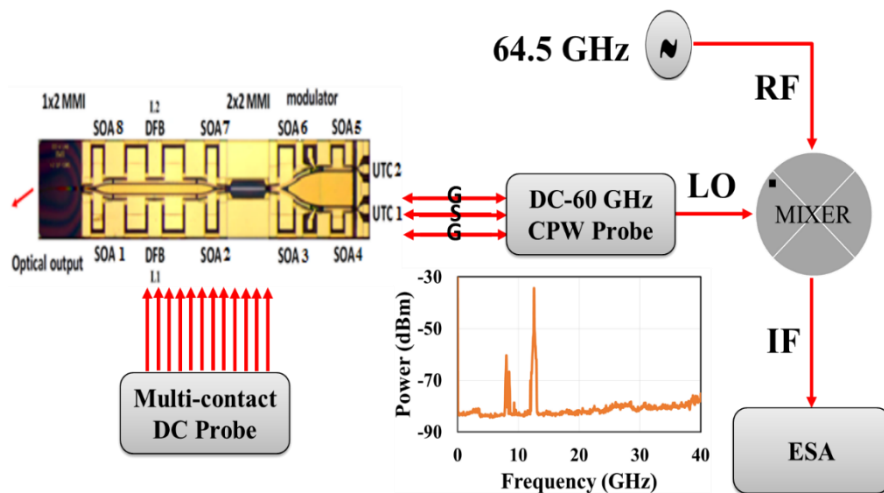 64.5 GHz
RF
1x2 MMI
L2
2x2 MMI
modulator
SOA 8
DFB
SOA 7
SOA 6
SOA 5
UTC 2
UTC 1
SOA 1
DFB
SOA 2
SOA 3
SOA 4
L1
Optical output
G
S
G
DC-60 GHz
CPW Probe
LO
MIXER
Multi-contact
DC Probe
-30
-50
-70
-90
Power (dBm)
0
10
20
30
40
Frequency (GHz)
IF
ESA